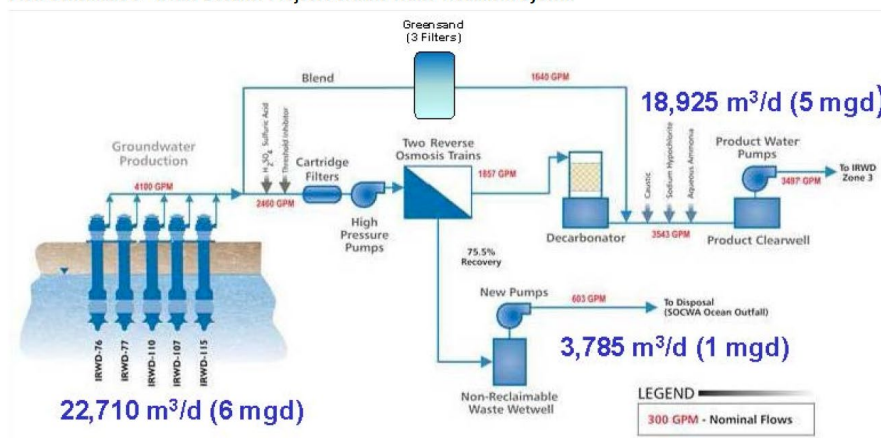 Greensand
(3 Filters)
Blend
1640 GPM
18,925 m³/d (5 mgd)
Groundwater
Production
4100 GPM
H₂SO₄ Sulfuric Acid
Threshold Inhibitor
2460 GPM
Cartridge
Filters
High
Pressure
Pumps
Two Reverse
Osmosis Trains
1857 GPM
75.5%
Recovery
Decarbonator
Caustic
Sodium Hypochlorite
Aqueous Ammonia
3543 GPM
Product Water
Pumps
3497 GPM
To IRWD
Zone 3
Product Clearwell
New Pumps
603 GPM
To Disposal
(SOCWA Ocean Outfall)
3,785 m³/d (1 mgd)
Non-Reclaimable
Waste Wetwell
IRWD-76
IRWD-77
IRWD-110
IRWD-107
IRWD-115
22,710 m³/d (6 mgd)
LEGEND
300 GPM - Nominal Flows